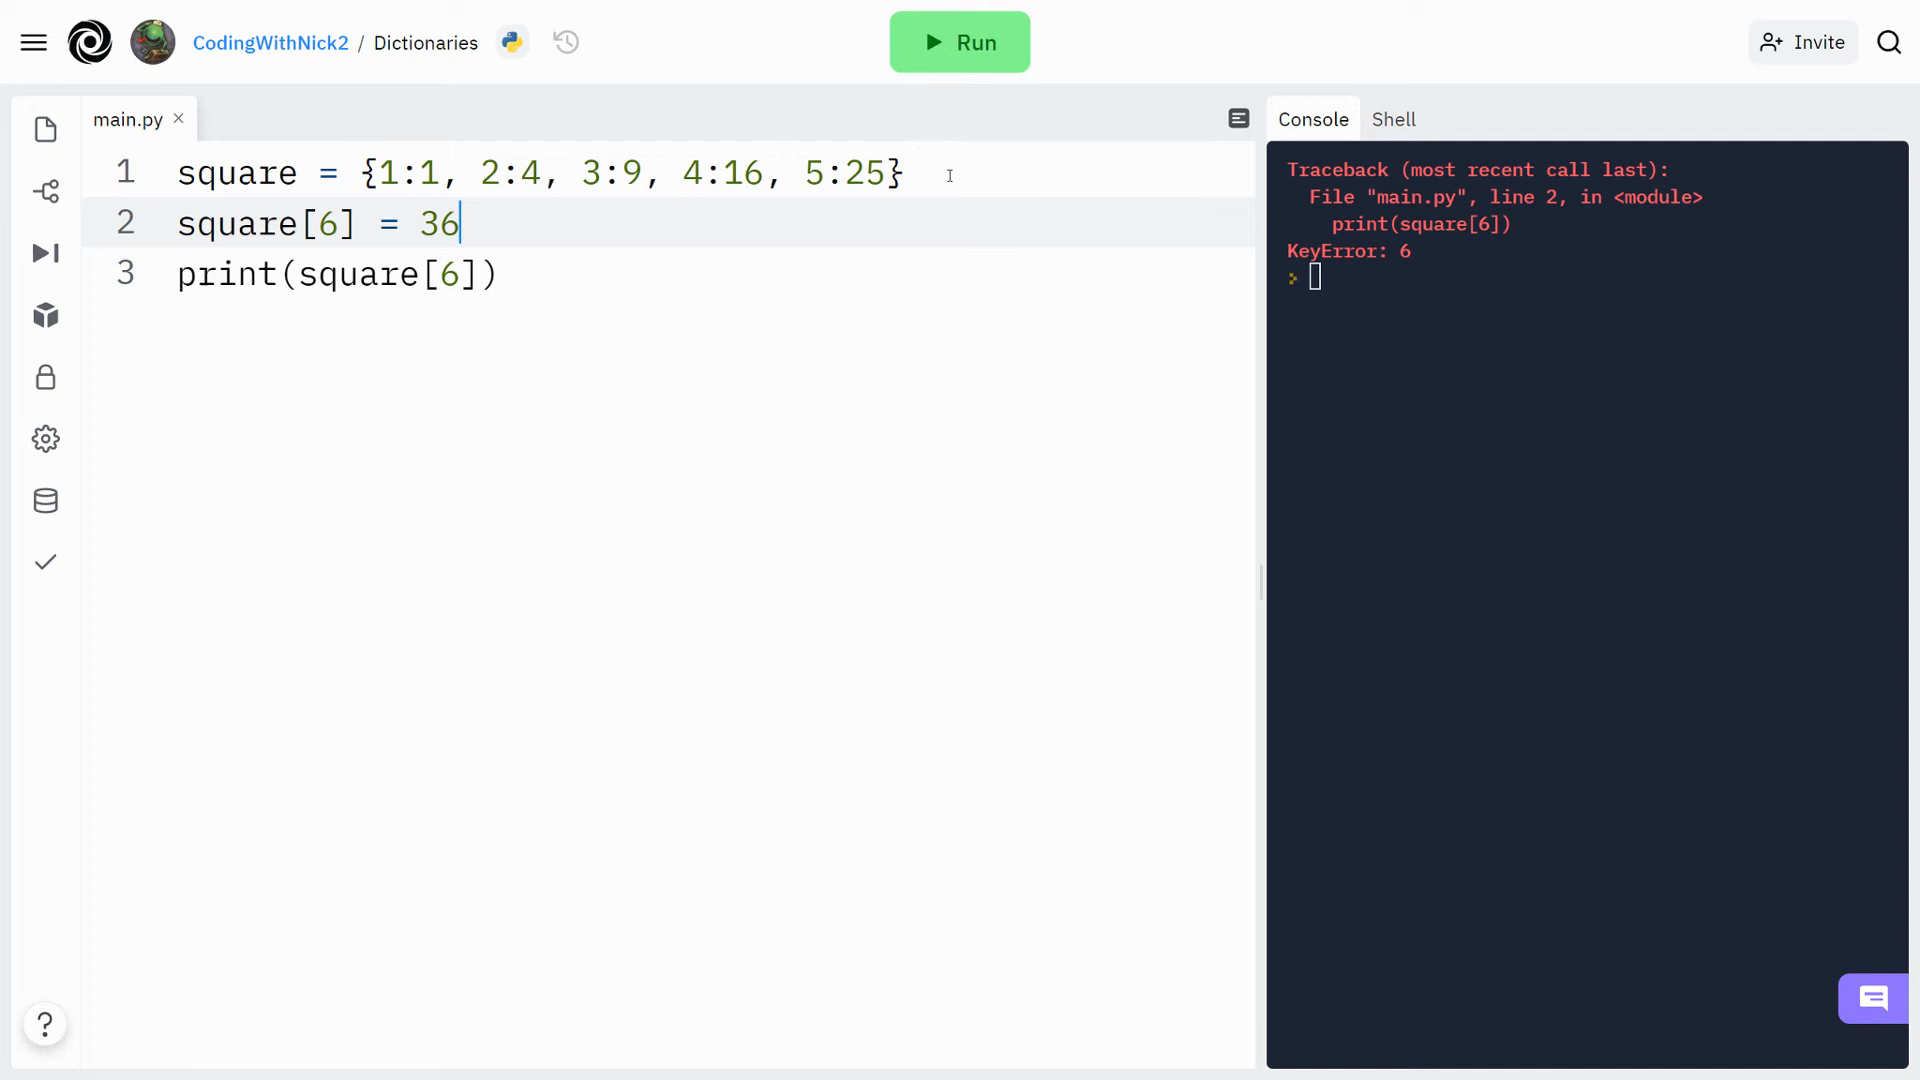 CodingWithNick2 / Dictionaries
Run
Invite
main.py
Console
Shell
1 square = {1:1, 2:4, 3:9, 4:16, 5:25}
2 square[6] = 36
3 print(square[6])
Traceback (most recent call last):
File "main.py", line 2, in <module>
print(square[6])
KeyError: 6
?